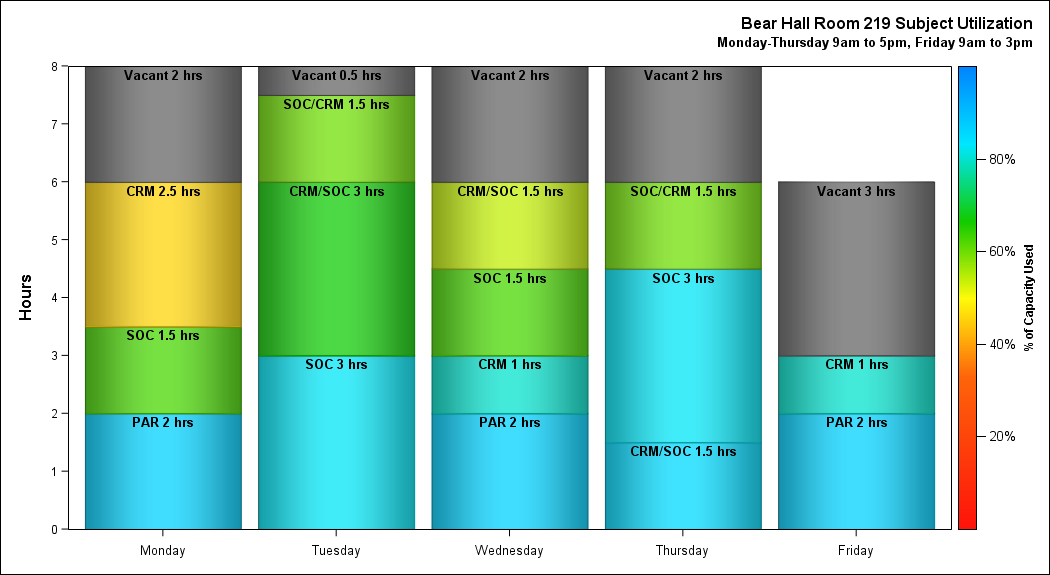 Bear Hall Room 219 Subject Utilization
Monday-Thursday 9am to 5pm, Friday 9am to 3pm
Hours
8
7
6
5
4
3
2
1
0
Vacant 2 hrs
CRM 2.5 hrs
SOC 1.5 hrs
PAR 2 hrs
Vacant 0.5 hrs
SOC/CRM 1.5 hrs
CRM/SOC 3 hrs
SOC 3 hrs
Vacant 2 hrs
CRM/SOC 1.5 hrs
SOC 1.5 hrs
CRM 1 hrs
PAR 2 hrs
Vacant 2 hrs
SOC/CRM 1.5 hrs
SOC 3 hrs
CRM/SOC 1.5 hrs
Vacant 3 hrs
CRM 1 hrs
PAR 2 hrs
Monday
Tuesday
Wednesday
Thursday
Friday
80%
60%
40%
20%
% of Capacity Used